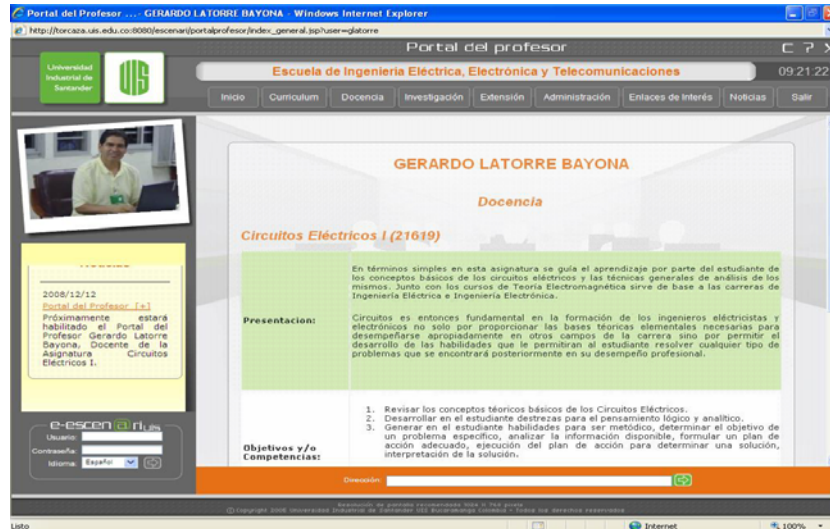 Portal del Profesor ...- GERARDO LATORRE BAYONA - Windows Internet Explorer
http://torcaza.uis.edu.co:8080/escenari/portalprofesor/index_general.jsp?user=glatorre
Portal del profesor
Universidad
Industrial de
Santander
UIS
Escuela de Ingeniería Eléctrica, Electrónica y Telecomunicaciones
09:21:22
Inicio Curriculum Docencia Investigación Extensión Administración Enlaces de Interés Noticias Salir
GERARDO LATORRE BAYONA
Docencia
Circuitos Eléctricos I (21619)
2008/12/12
Portal del Profesor [+]
Próximamente estará
habilitado el Portal del
Profesor Gerardo Latorre
Bayona, Docente de la
Asignatura Circuitos
Eléctricos I.
Presentacion:
En términos simples en esta asignatura se guía el aprendizaje por parte del estudiante de
los conceptos básicos de los circuitos eléctricos y las técnicas generales de análisis de los
mismos. Junto con los cursos de Teoría Electromagnética sirve de base a las carreras de
Ingeniería Eléctrica e Ingeniería Electrónica.
Circuitos es entonces fundamental en la formación de los ingenieros eléctricistas y
electrónicos no solo por proporcionar las bases téoricas elementales necesarias para
desempeñarse apropiadamente en otros campos de la carrera sino por permitir el
desarrollo de las habilidades que le permitiran al estudiante resolver cualquier tipo de
problemas que se encontrará posteriormente en su desempeño profesional.
Objetivos y/o
Competencias:
1. Revisar los conceptos téoricos básicos de los Circuitos Eléctricos.
2. Desarrollar en el estudiante destrezas para el pensamiento lógico y analítico.
3. Generar en el estudiante habilidades para ser metódico, determinar el objetivo de
un problema específico, analizar la información disponible, formular un plan de
acción adecuado, ejecución del plan de acción para determinar una solución,
interpretación de la solución.
e-escen@rius
Usuario:
Contraseña:
Idioma: Español
Dirección:
Listo
Internet
100%